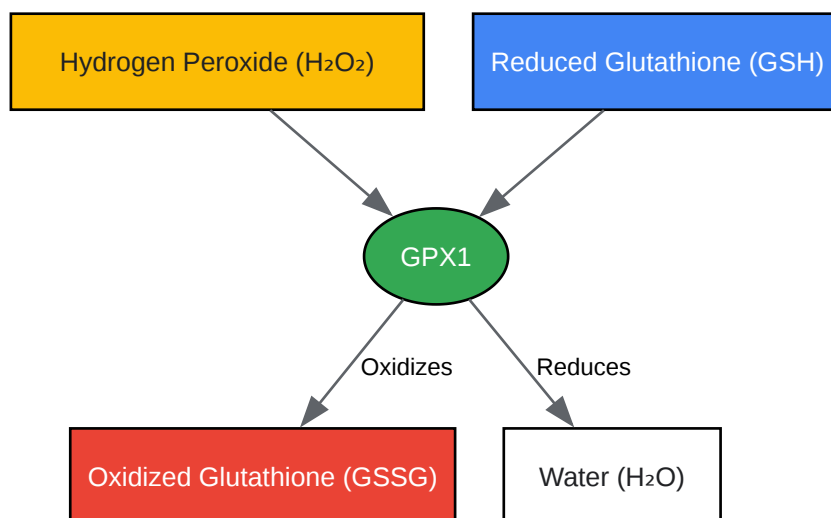 Hydrogen Peroxide (H₂O₂)
Reduced Glutathione (GSH)
GPX1
Oxidizes
Reduces
Oxidized Glutathione (GSSG)
Water (H₂O)